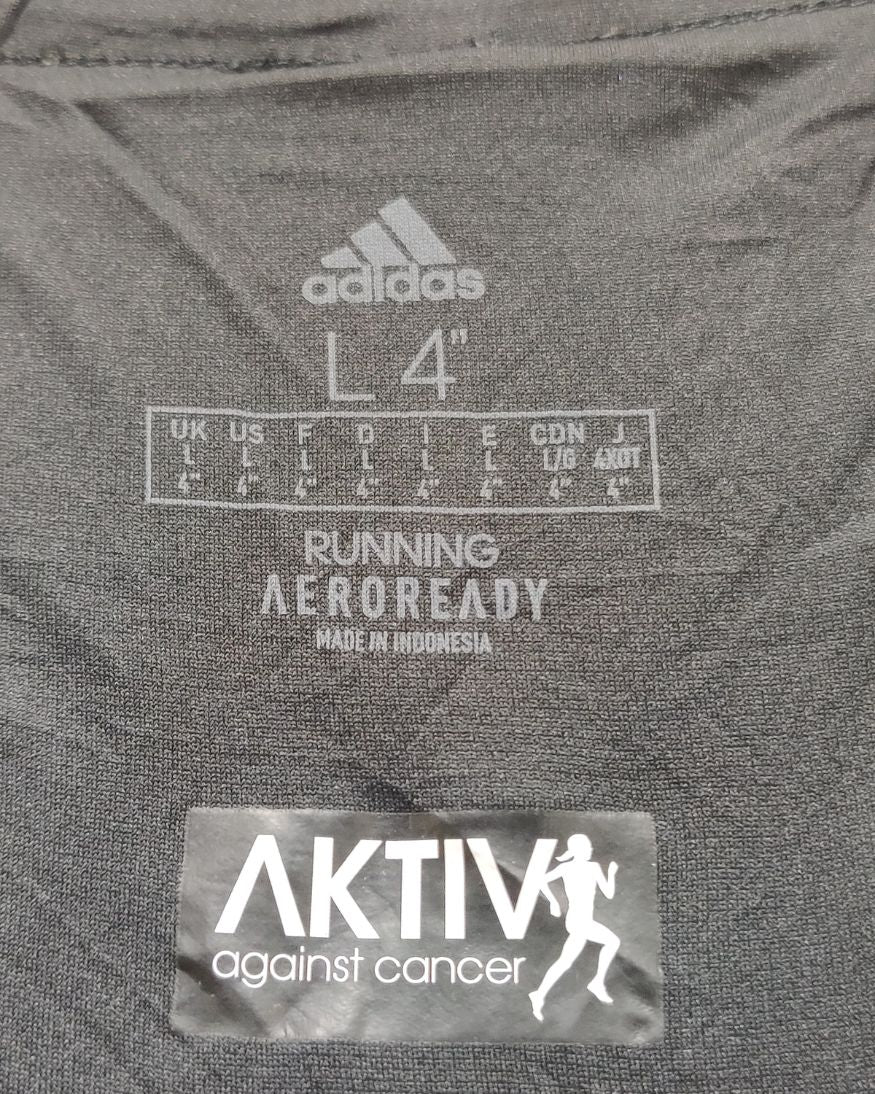 adidas
L 4"
UK US F D I E CDN J
L L L L L L L/G AXOT
4" 4" 4" 4" 4" 4" 4" 4"
RUNNING
AEROREADY
MADE IN INDONESIA
AKTIV
against cancer